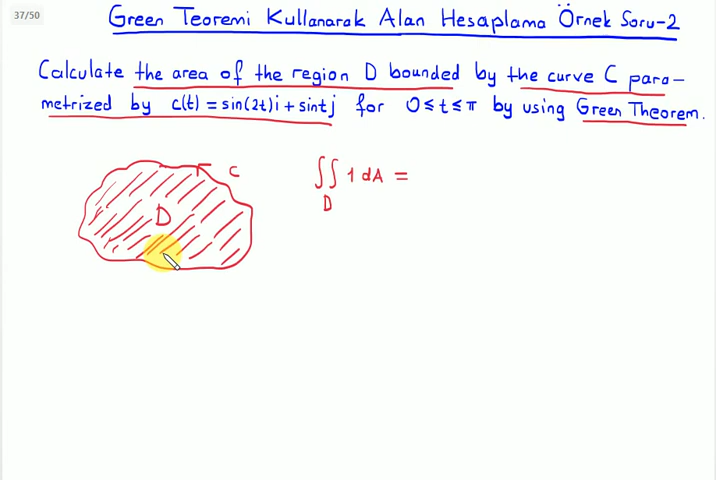 37/50
Green Teoremi Kullanarak Alan Hesaplama Örnek Soru-2
Calculate the area of the region D bounded by the curve C para-
metrized by c(t) = sin(2t)i + sintj for 0 ≤ t ≤ π by using Green Theorem.
C
∬ 1 dA =
D
D